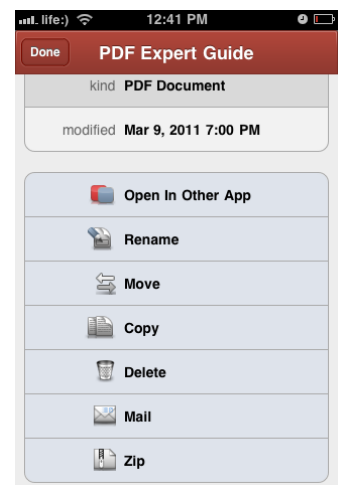 life:) 12:41 PM
Done PDF Expert Guide
kind PDF Document
modified Mar 9, 2011 7:00 PM
Open In Other App
Rename
Move
Copy
Delete
Mail
Zip